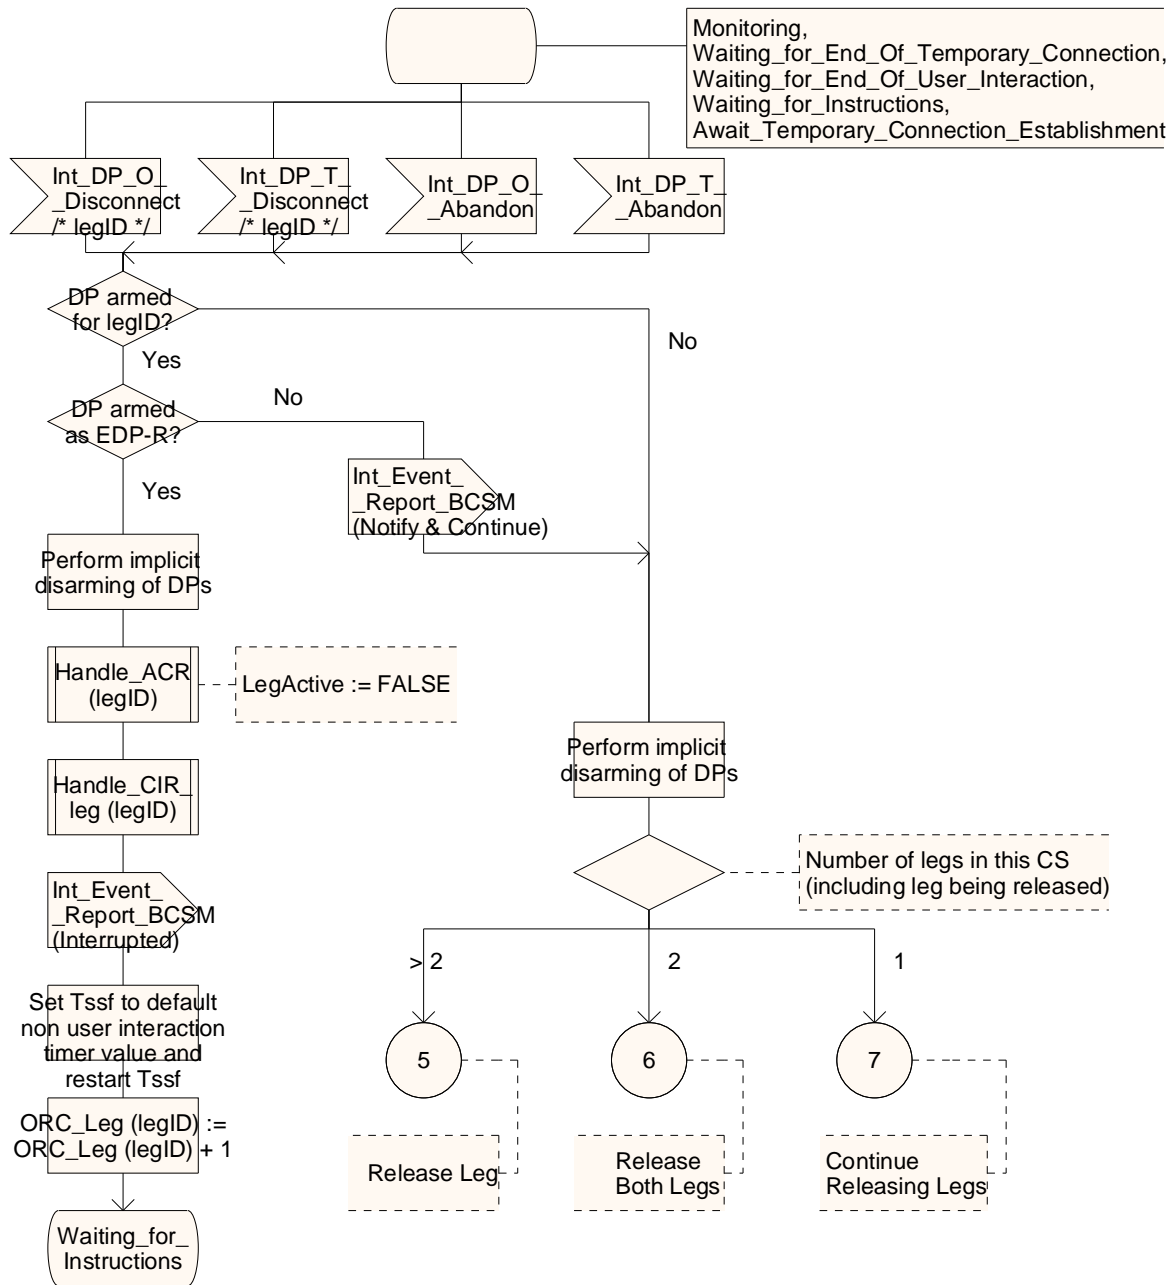 Monitoring,
Waiting_for_End_Of_Temporary_Connection,
Waiting_for_End_Of_User_Interaction,
Waiting_for_Instructions,
Await_Temporary_Connection_Establishment
Int_DP_O_
_Disconnect
/* legID */
Int_DP_T_
_Disconnect
/* legID */
Int_DP_O_
_Abandon
Int_DP_T_
_Abandon
DP armed
for legID?
No
Yes
DP armed
as EDP-R?
No
Yes
Int_Event_
_Report_BCSM
(Notify & Continue)
Perform implicit
disarming of DPs
Handle_ACR
(legID)
LegActive := FALSE
Perform implicit
disarming of DPs
Handle_CIR_
leg (legID)
Number of legs in this CS
(including leg being released)
Int_Event_
_Report_BCSM
(Interrupted)
> 2
2
1
Set Tssf to default
non user interaction
timer value and
restart Tssf
5
6
7
ORC_Leg (legID) :=
ORC_Leg (legID) + 1
Release Leg
Release
Both Legs
Continue
Releasing Legs
Waiting_for_
Instructions